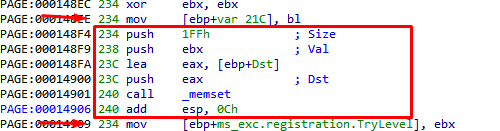 PAGE:000148EC 234 xor ebx, ebx
PAGE:000148EE 234 mov [ebp+var_21C], bl
PAGE:000148F4 234 push 1FFh ; Size
PAGE:000148F9 238 push ebx ; Val
PAGE:000148FA 23C lea eax, [ebp+Dst]
PAGE:00014900 23C push eax ; Dst
PAGE:00014901 240 call _memset
PAGE:00014906 240 add esp, 0Ch
PAGE:00014909 234 mov [ebp+ms_exc.registration.TryLevel], ebx